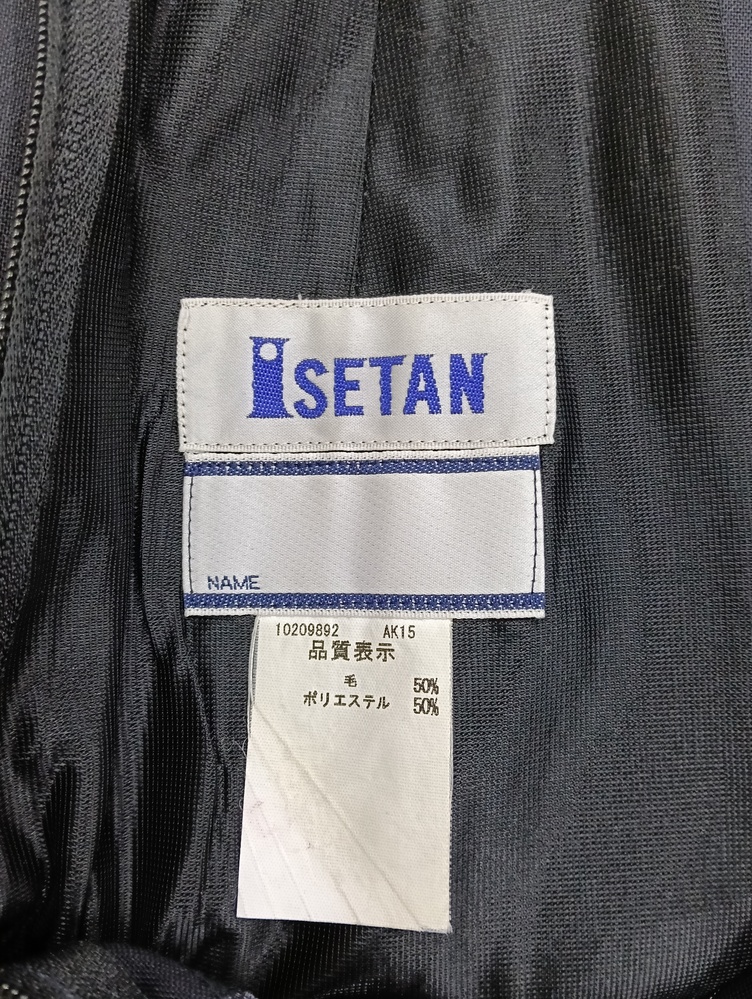 ISETAN
NAME
10209892 AK15
品質表示
毛 50%
ポリエステル 50%